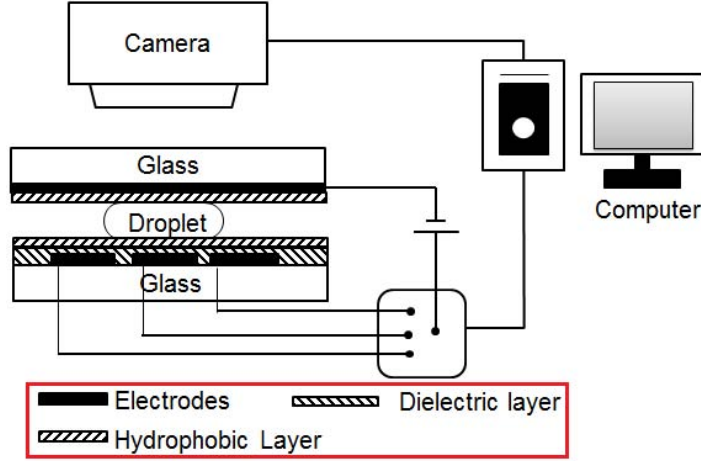 Camera
Glass
Droplet
Glass
Computer
Electrodes
Dielectric layer
Hydrophobic Layer